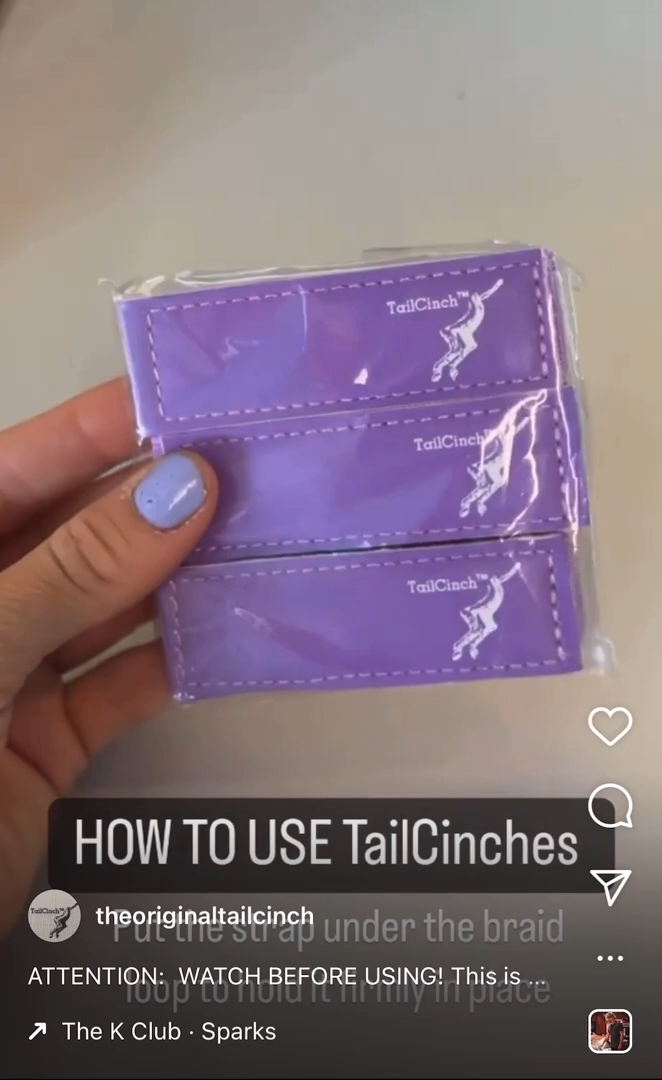 TailCinch™
TailCinch
TailCinch™
HOW TO USE TailCinches
TailCinch™
theoriginaltailcinch
Put the strap under the braid
ATTENTION: WATCH BEFORE USING! This is ...
loop to hold it firmly in place
The K Club · Sparks